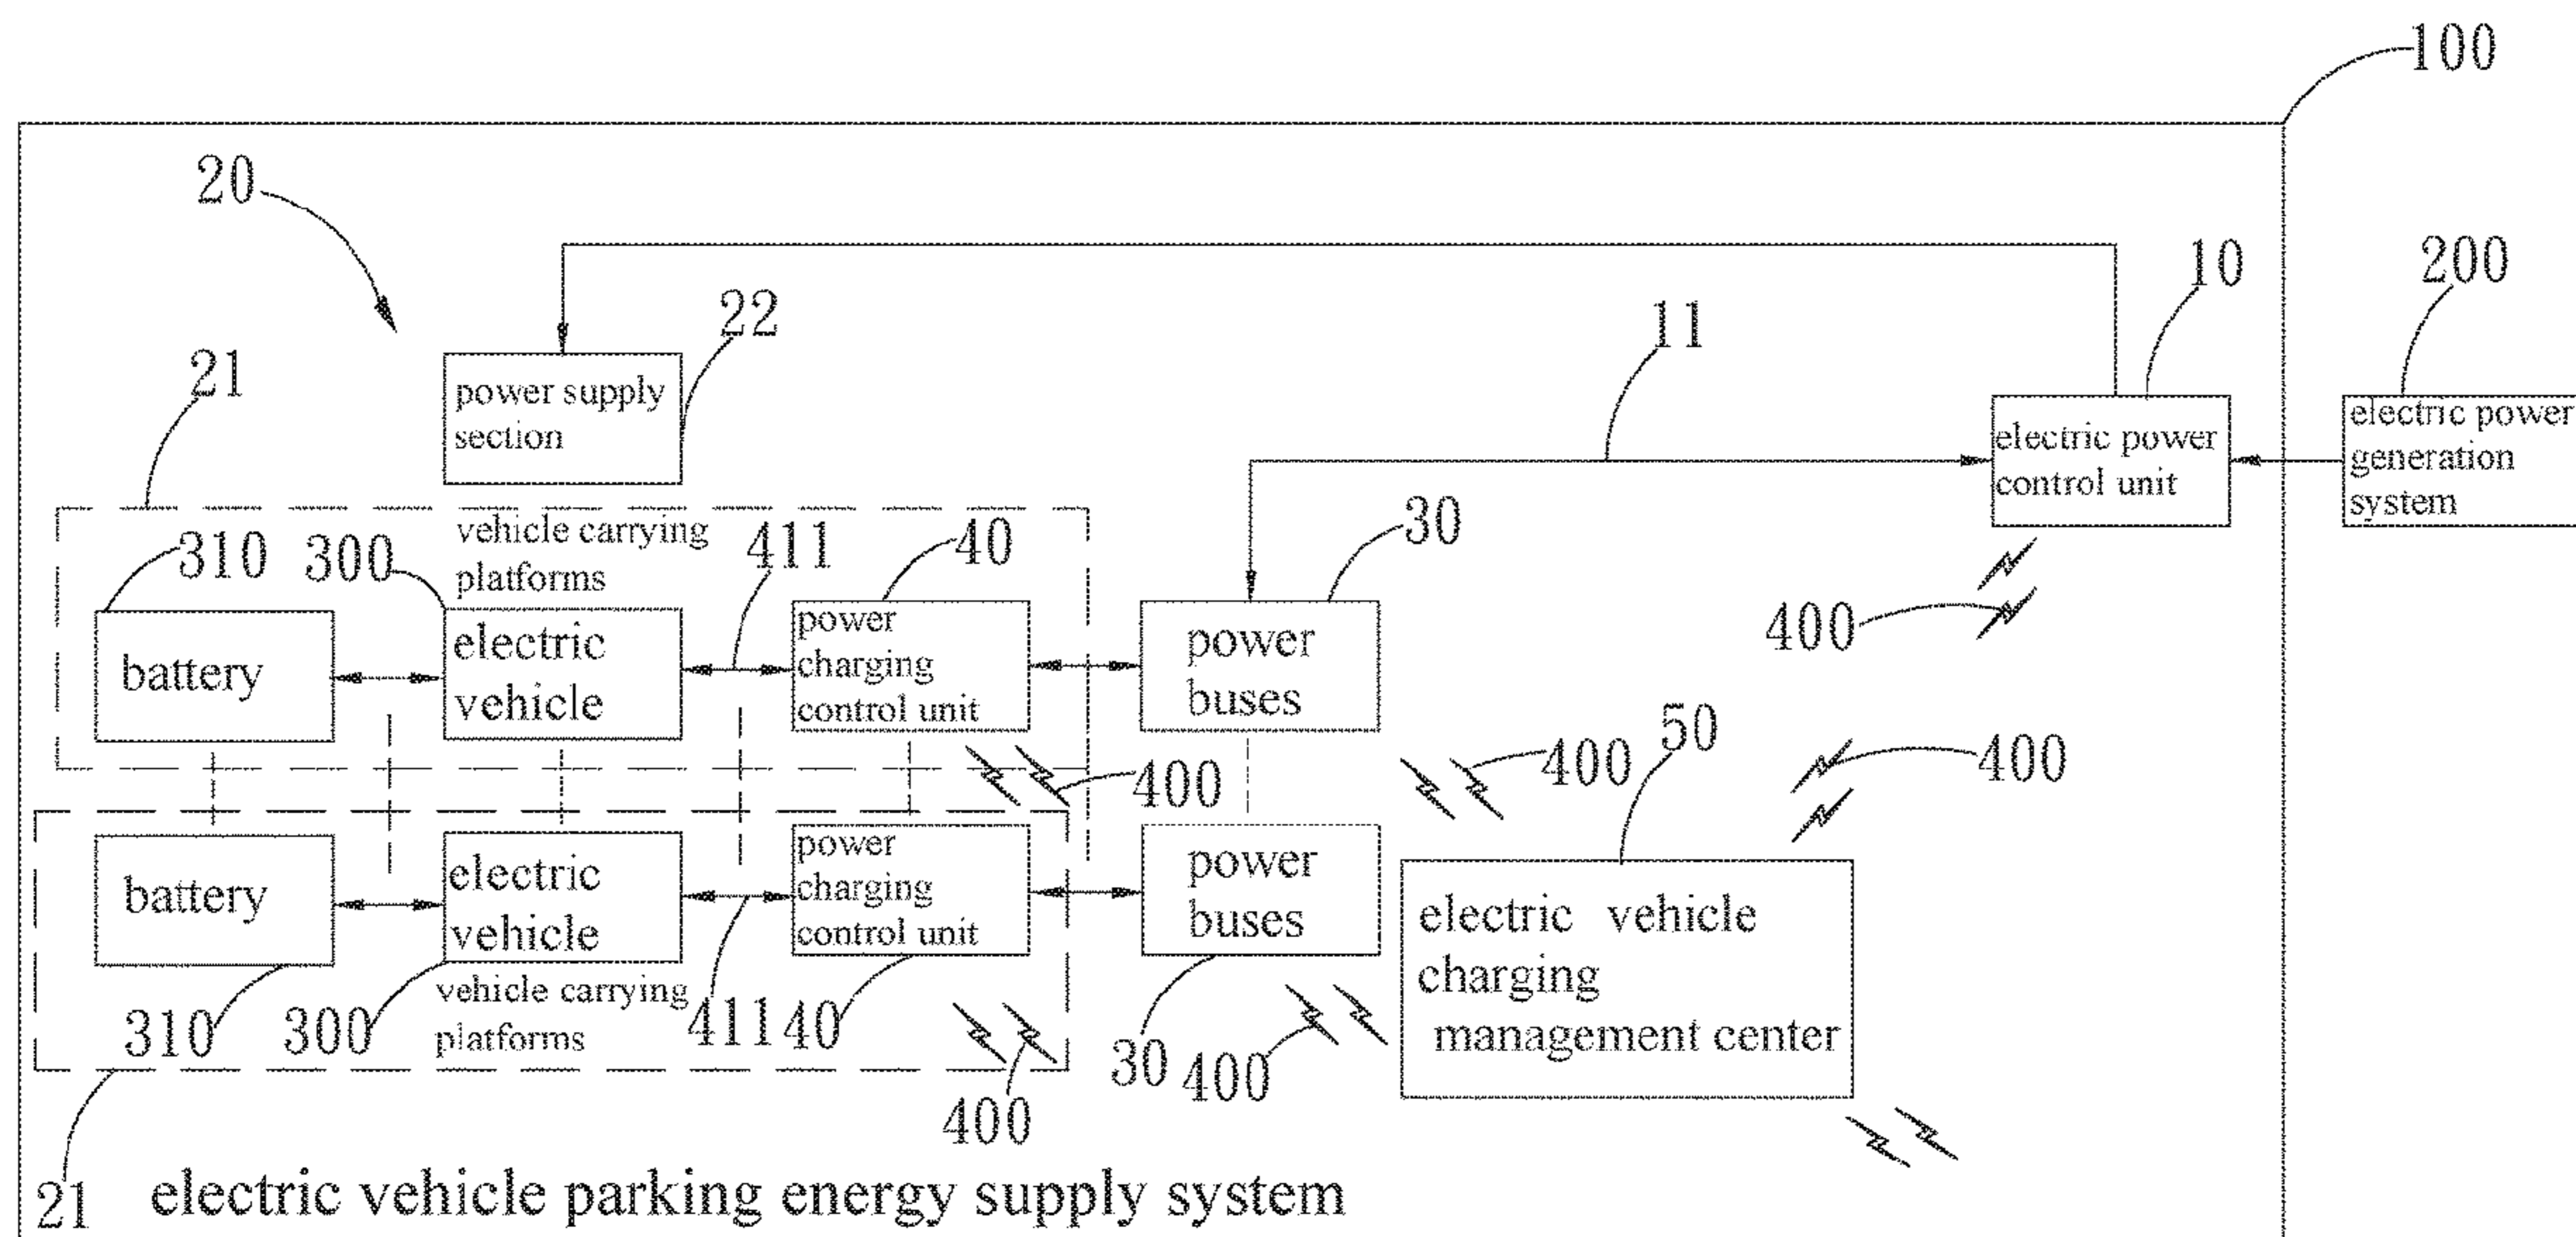 100
20
10
200
22
11
21
power supply
section
electric power
control unit
electric power
generation
system
vehicle carrying
platforms
310
300
411
40
30
400
battery
electric
vehicle
power
charging
control unit
power
buses
50
400
400
400
battery
electric
vehicle
power
charging
control unit
power
buses
electric vehicle
charging
management center
vehicle carrying
platforms
310
300
411
40
30
400
400
21
electric vehicle parking energy supply system